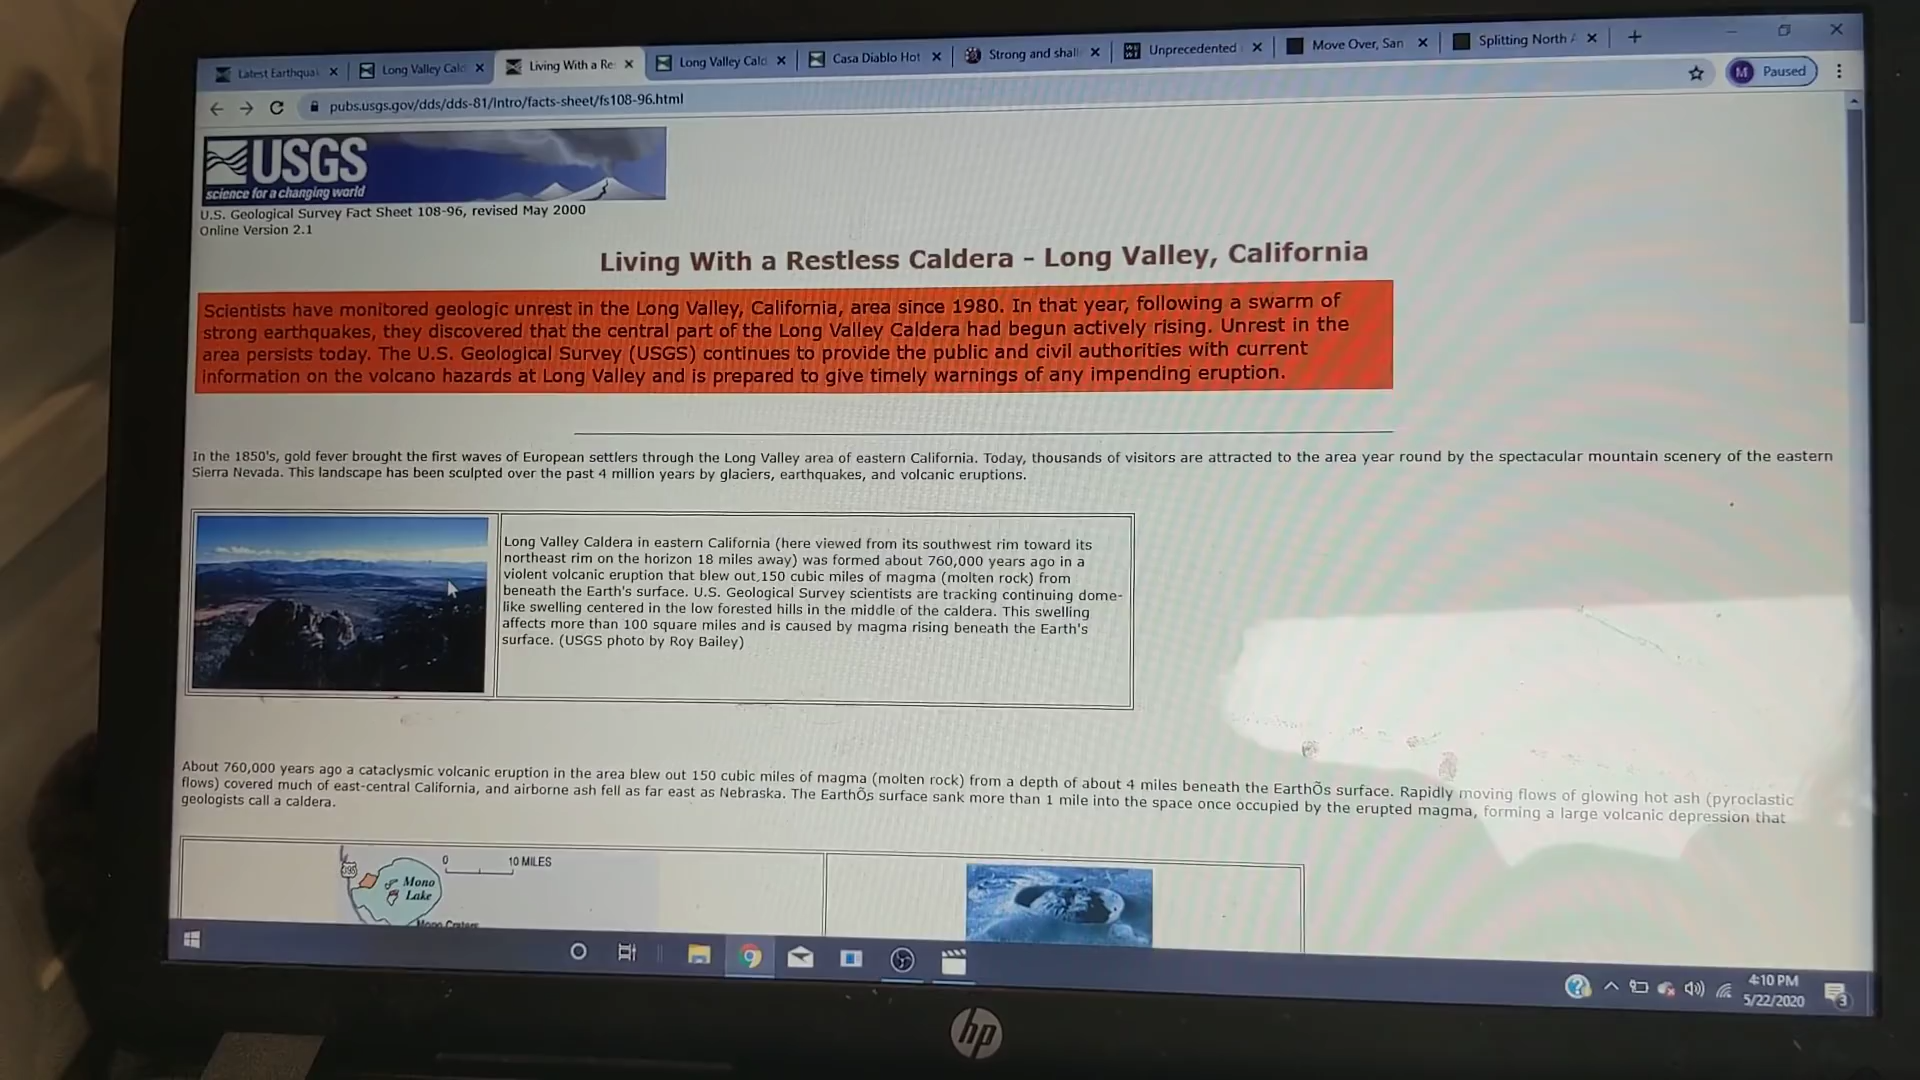 Latest Earthqua
Long Valley Cald
Living With a Re
Long Valley Cald
Casa Diablo Hot
Strong and shall
Unprecedented
Move Over, San
Splitting North A
pubs.usgs.gov/dds/dds-81/Intro/facts-sheet/fs108-96.html
M Paused
USGS
science for a changing world
U.S. Geological Survey Fact Sheet 108-96, revised May 2000
Online Version 2.1
Living With a Restless Caldera - Long Valley, California
Scientists have monitored geologic unrest in the Long Valley, California, area since 1980. In that year, following a swarm of
strong earthquakes, they discovered that the central part of the Long Valley Caldera had begun actively rising. Unrest in the
area persists today. The U.S. Geological Survey (USGS) continues to provide the public and civil authorities with current
information on the volcano hazards at Long Valley and is prepared to give timely warnings of any impending eruption.
In the 1850's, gold fever brought the first waves of European settlers through the Long Valley area of eastern California. Today, thousands of visitors are attracted to the area year round by the spectacular mountain scenery of the eastern
Sierra Nevada. This landscape has been sculpted over the past 4 million years by glaciers, earthquakes, and volcanic eruptions.
Long Valley Caldera in eastern California (here viewed from its southwest rim toward its
northeast rim on the horizon 18 miles away) was formed about 760,000 years ago in a
violent volcanic eruption that blew out 150 cubic miles of magma (molten rock) from
beneath the Earth's surface. U.S. Geological Survey scientists are tracking continuing dome-
like swelling centered in the low forested hills in the middle of the caldera. This swelling
affects more than 100 square miles and is caused by magma rising beneath the Earth's
surface. (USGS photo by Roy Bailey)
About 760,000 years ago a cataclysmic volcanic eruption in the area blew out 150 cubic miles of magma (molten rock) from a depth of about 4 miles beneath the EarthÕs surface. Rapidly moving flows of glowing hot ash (pyroclastic
flows) covered much of east-central California, and airborne ash fell as far east as Nebraska. The EarthÕs surface sank more than 1 mile into the space once occupied by the erupted magma, forming a large volcanic depression that
geologists call a caldera.
395
0 10 MILES
Mono
Lake
Mono Craters
4:10 PM
5/22/2020
3
hp